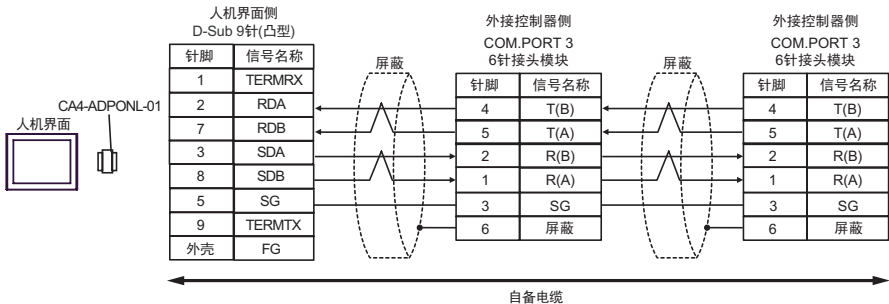 人机界面侧
D-Sub 9针(凸型)
针脚 信号名称
1 TERMRX
2 RDA
7 RDB
3 SDA
8 SDB
5 SG
9 TERMTX
外壳 FG
CA4-ADPONL-01
人机界面
屏蔽
外接控制器侧
COM.PORT 3
6针接头模块
针脚 信号名称
4 T(B)
5 T(A)
2 R(B)
1 R(A)
3 SG
6 屏蔽
屏蔽
外接控制器侧
COM.PORT 3
6针接头模块
针脚 信号名称
4 T(B)
5 T(A)
2 R(B)
1 R(A)
3 SG
6 屏蔽
自备电缆